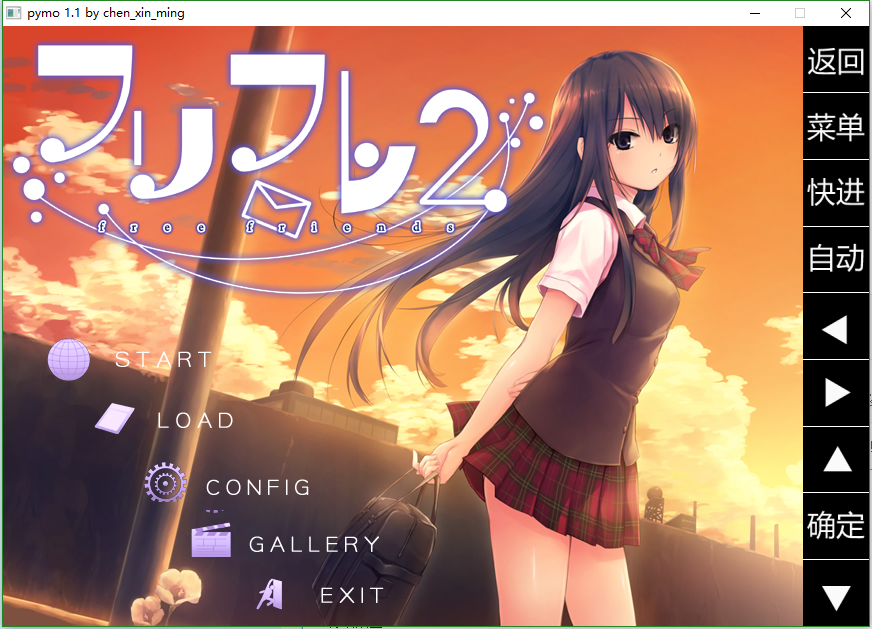 pymo 1.1 by chen_xin_ming
フリフレ2
free friends
START
LOAD
CONFIG
GALLERY
EXIT
返回
菜单
快进
自动
确定